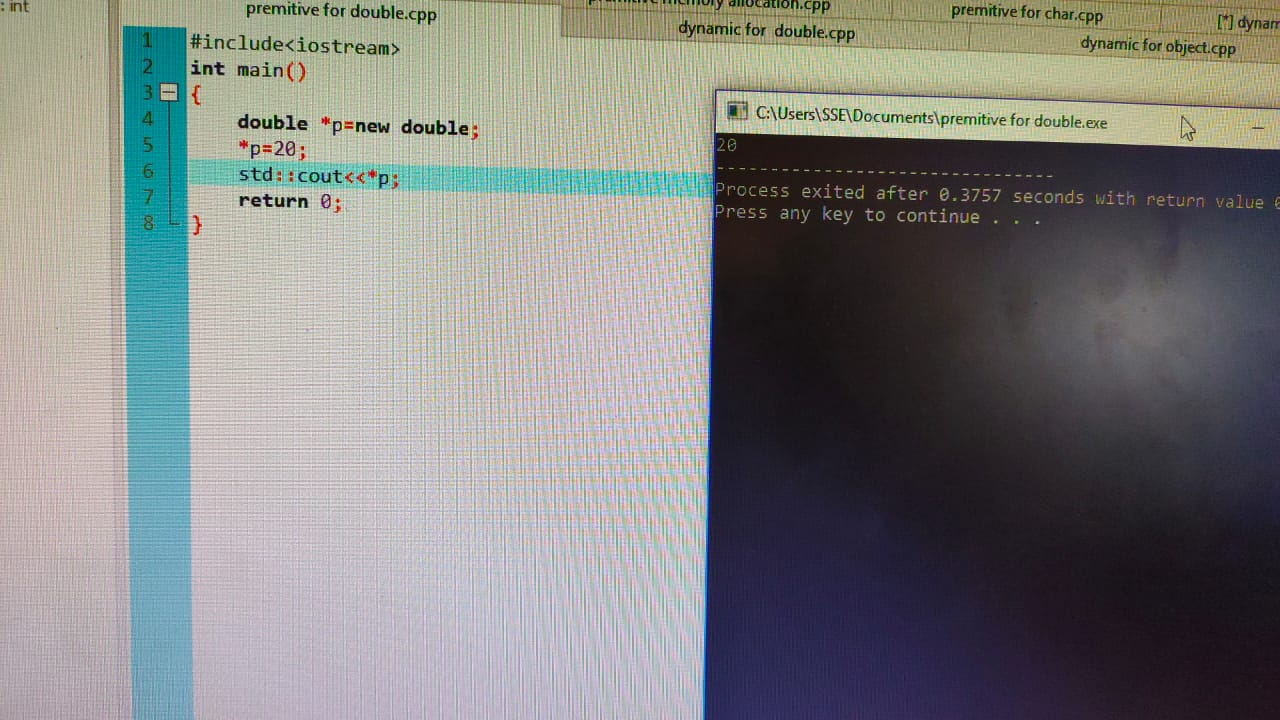 : int
premitive for double.cpp
allocation.cpp
premitive for char.cpp
[*] dynam
dynamic for double.cpp
dynamic for object.cpp
1 #include<iostream>
2 int main()
3 {
4 double *p=new double;
5 *p=20;
6 std::cout<<*p;
7 return 0;
8 }
C:\Users\SSE\Documents\premitive for double.exe
20
--------------------------------
Process exited after 0.3757 seconds with return value 0
Press any key to continue . . .